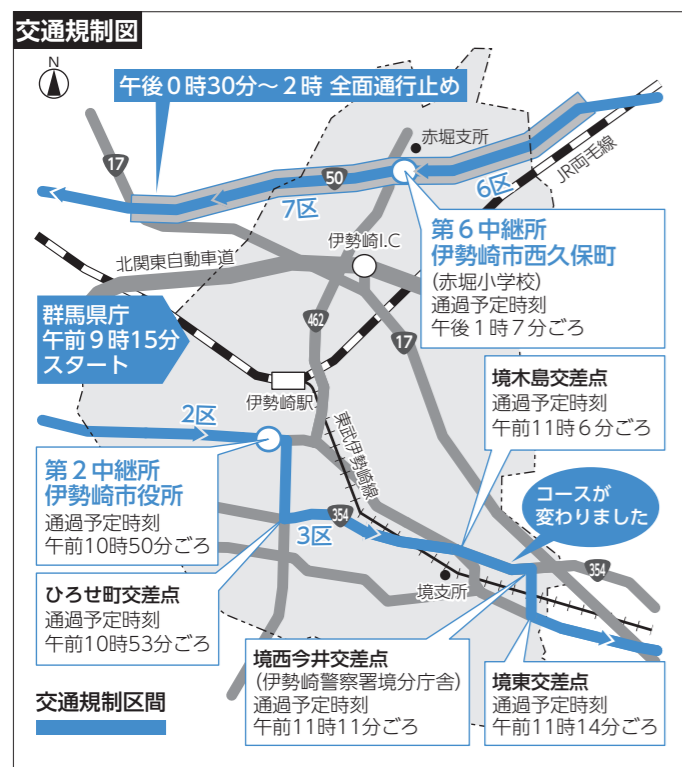 交通規制図
N
午後0時30分〜2時 全面通行止め
17
赤堀支所
50
6区
JR両毛線
7区
第6中継所
伊勢崎市西久保町
(赤堀小学校)
通過予定時刻
午後1時7分ごろ
伊勢崎I.C
北関東自動車道
群馬県庁
午前9時15分
スタート
462
17
伊勢崎駅
境木島交差点
通過予定時刻
午前11時6分ごろ
2区
東武伊勢崎線
第2中継所
伊勢崎市役所
通過予定時刻
午前10時50分ごろ
コースが
変わりました
3区
354
354
境支所
ひろせ町交差点
通過予定時刻
午前10時53分ごろ
境西今井交差点
(伊勢崎警察署境分庁舎)
通過予定時刻
午前11時11分ごろ
境東交差点
通過予定時刻
午前11時14分ごろ
交通規制区間